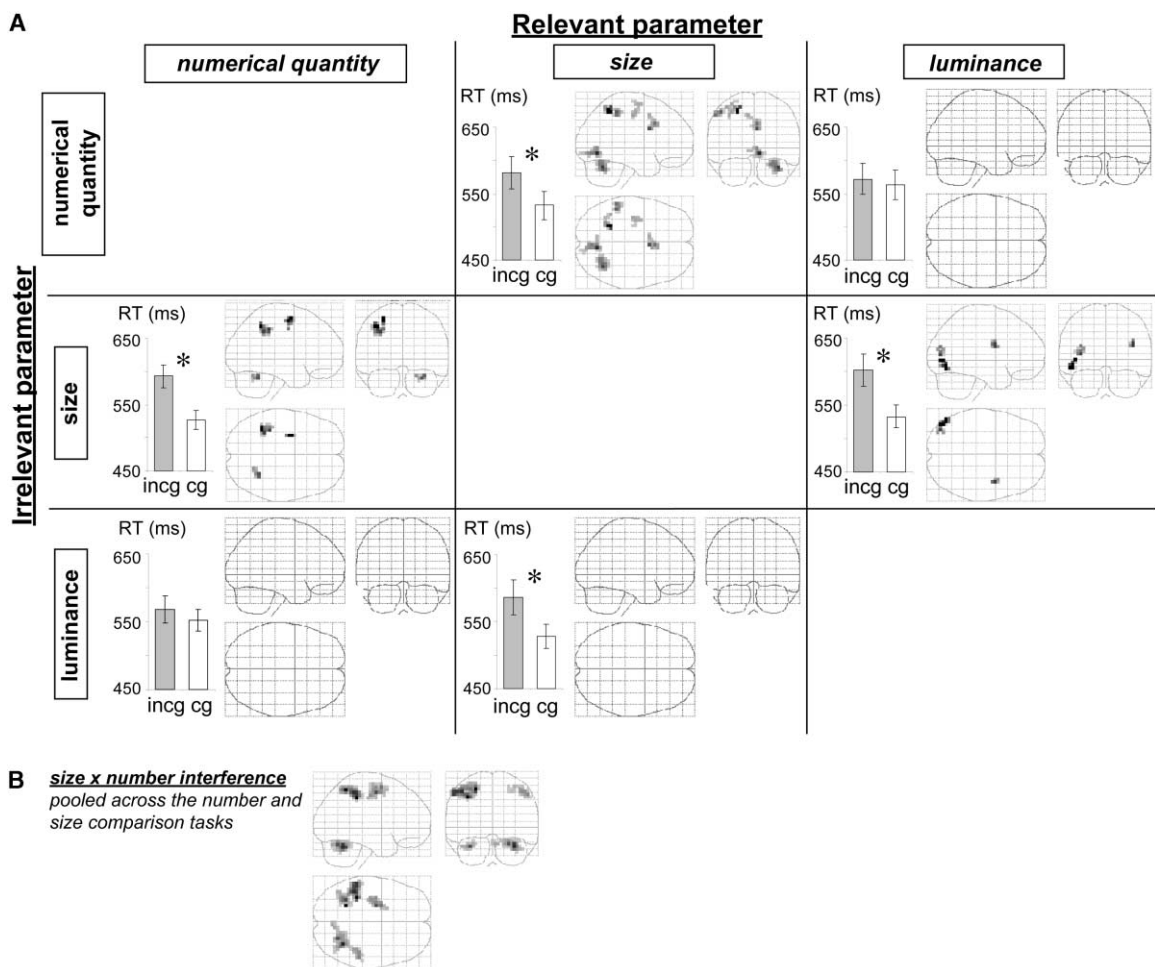 A
Relevant parameter
numerical quantity
size
luminance
Irrelevant parameter
numerical
quantity
RT (ms)
650
*
550
450
incg cg
RT (ms)
650
550
450
incg cg
size
RT (ms)
650
*
550
450
incg cg
RT (ms)
650
*
550
450
incg cg
luminance
RT (ms)
650
550
450
incg cg
RT (ms)
650
*
550
450
incg cg
B
size x number interference
pooled across the number and
size comparison tasks